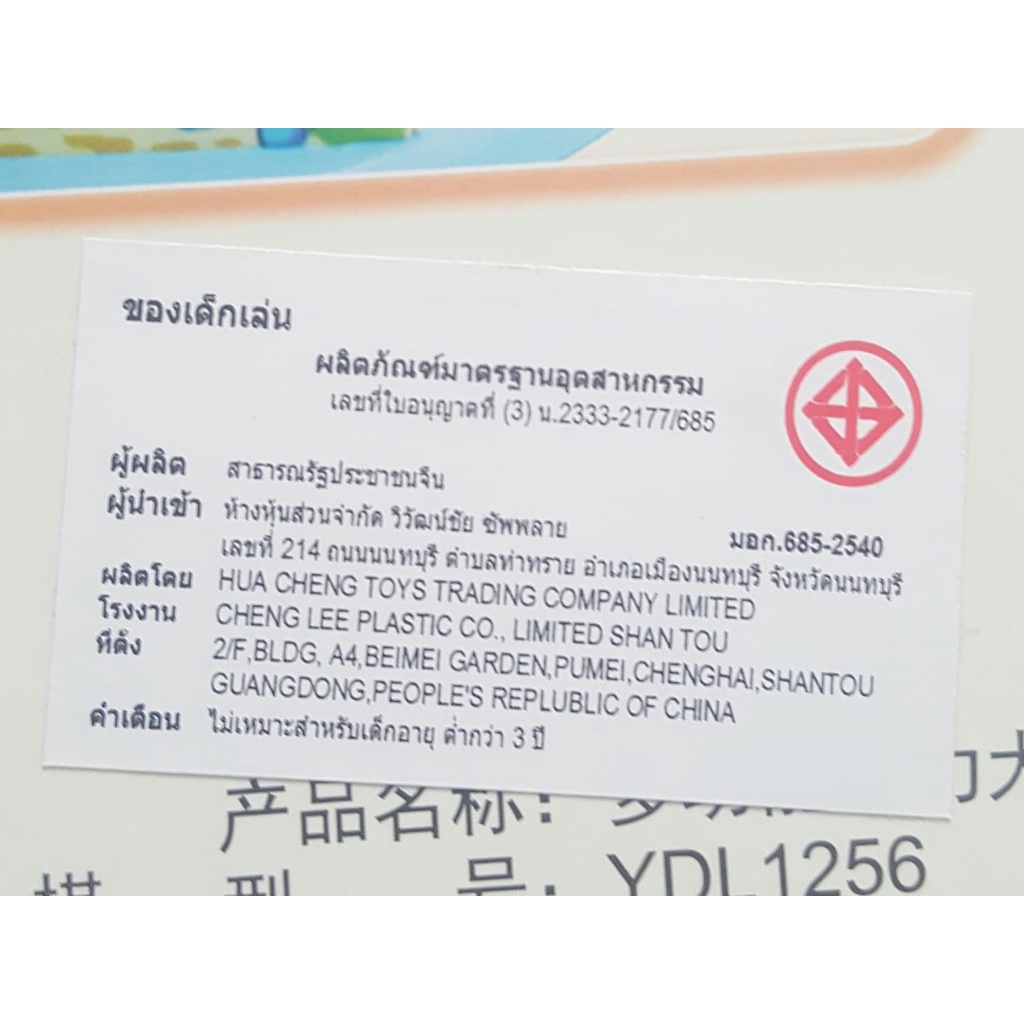 ของเด็กเล่น
ผลิตภัณฑ์มาตรฐานอุตสาหกรรม
เลขที่ใบอนุญาตที่ (3) น.2333-2177/685
ผู้ผลิต สาธารณรัฐประชาชนจีน
ผู้นำเข้า ห้างหุ้นส่วนจำกัด วิวัฒน์ชัย ซัพพลาย
มอก.685-2540
เลขที่ 214 ถนนนนทบุรี ตำบลท่าทราย อำเภอเมืองนนทบุรี จังหวัดนนทบุรี
ผลิตโดย HUA CHENG TOYS TRADING COMPANY LIMITED
โรงงาน CHENG LEE PLASTIC CO., LIMITED SHAN TOU
ที่ตั้ง 2/F,BLDG, A4,BEIMEI GARDEN,PUMEI,CHENGHAI,SHANTOU
GUANGDONG,PEOPLE'S REPLUBLIC OF CHINA
คำเตือน ไม่เหมาะสำหรับเด็กอายุ ต่ำกว่า 3 ปี
产品名称:
型 号: YDL1256